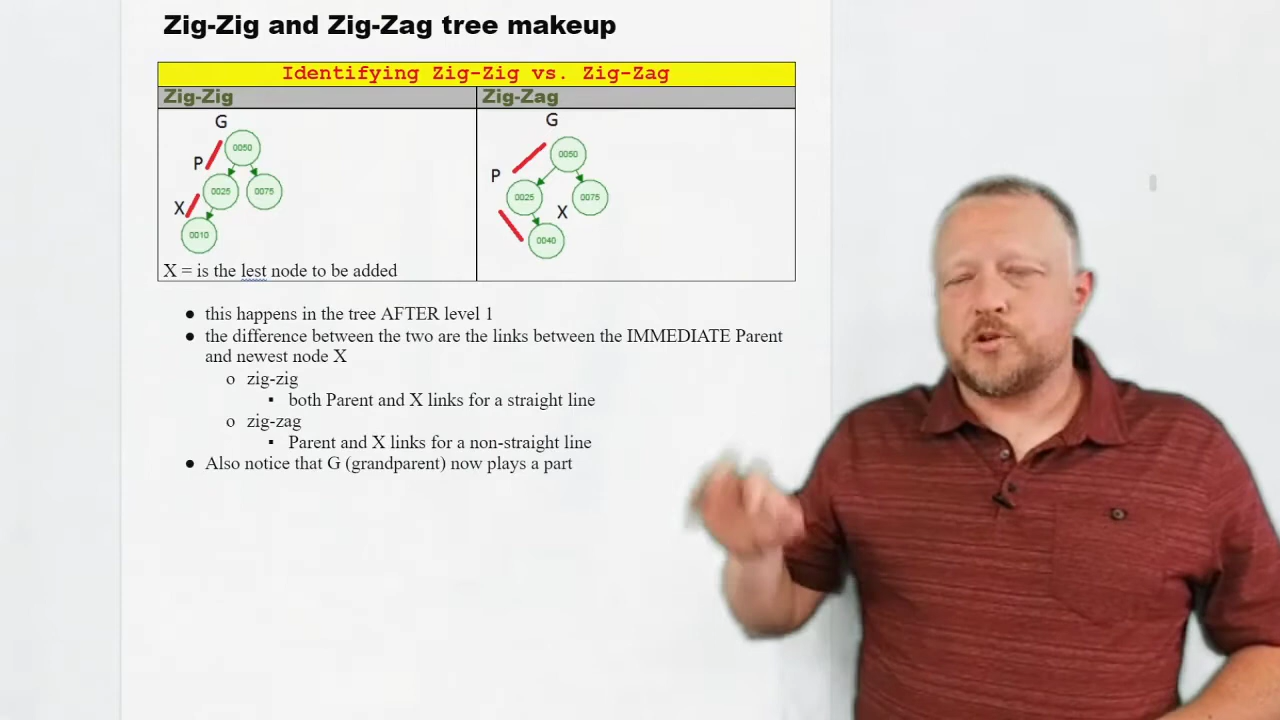 Zig-Zig and Zig-Zag tree makeup
Identifying Zig-Zig vs. Zig-Zag
Zig-Zig
Zig-Zag
G
0050
P
0025
0075
X
0010
X = is the lest node to be added
G
0050
P
0025
X
0075
0040
● this happens in the tree AFTER level 1
● the difference between the two are the links between the IMMEDIATE Parent
and newest node X
o zig-zig
▪ both Parent and X links for a straight line
o zig-zag
▪ Parent and X links for a non-straight line
● Also notice that G (grandparent) now plays a part